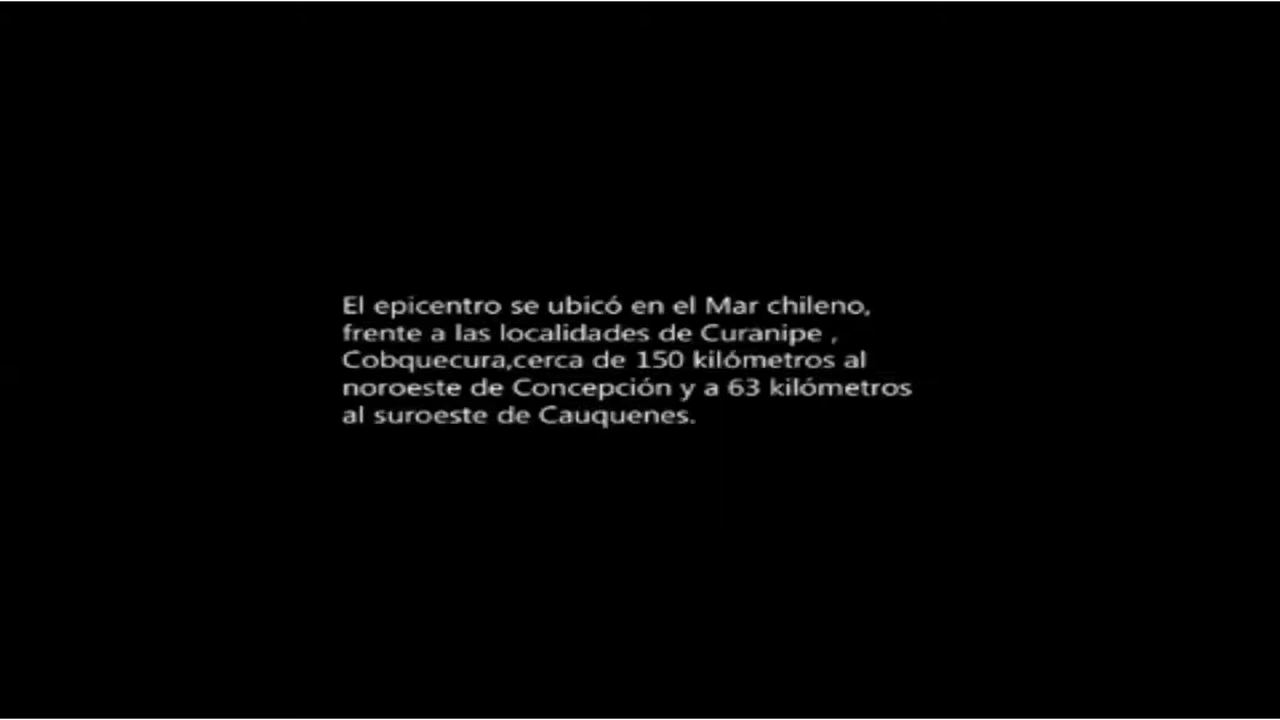 El epicentro se ubicó en el Mar chileno,
frente a las localidades de Curanipe ,
Cobquecura,cerca de 150 kilómetros al
noroeste de Concepción y a 63 kilómetros
al suroeste de Cauquenes.